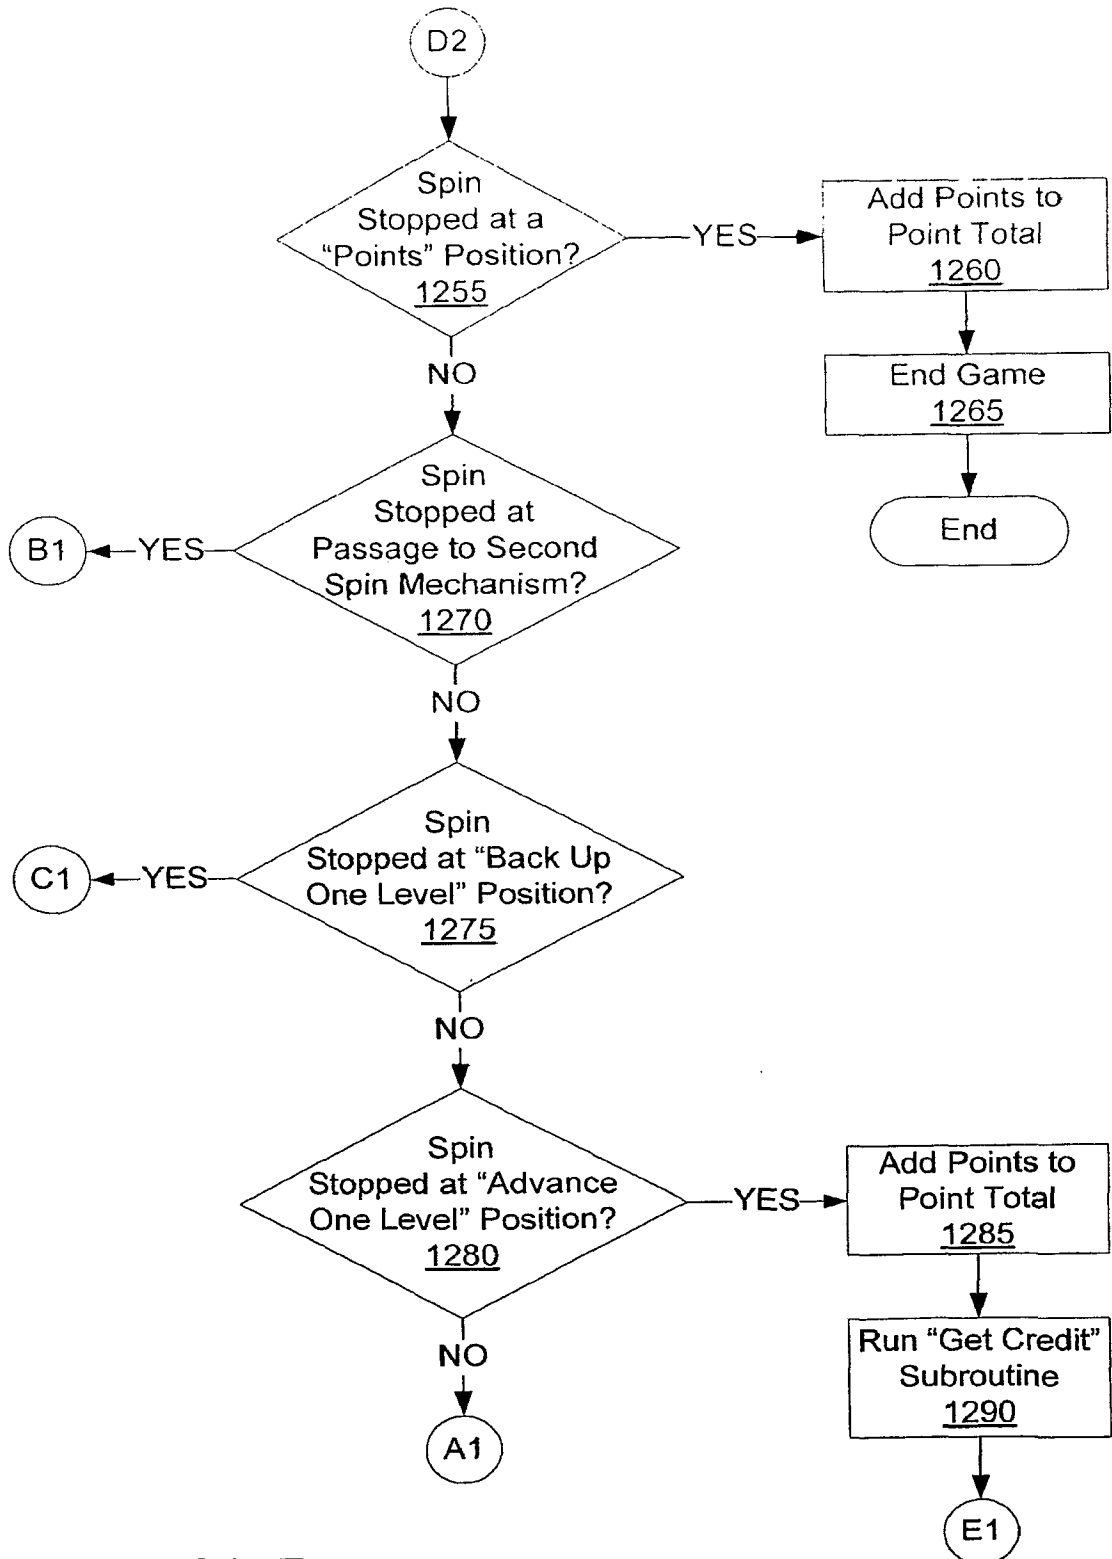 D2
Spin
Stopped at a
“Points” Position?
1255
YES
Add Points to
Point Total
1260
End Game
1265
End
NO
Spin
Stopped at
Passage to Second
Spin Mechanism?
1270
YES
B1
NO
Spin
Stopped at “Back Up
One Level” Position?
1275
YES
C1
NO
Spin
Stopped at “Advance
One Level” Position?
1280
YES
Add Points to
Point Total
1285
Run “Get Credit”
Subroutine
1290
E1
NO
A1